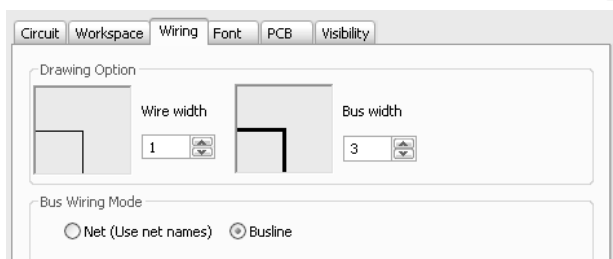 Circuit Workspace Wiring Font PCB Visibility
Drawing Option
Wire width Bus width
1 3
Bus Wiring Mode
Net (Use net names) Busline